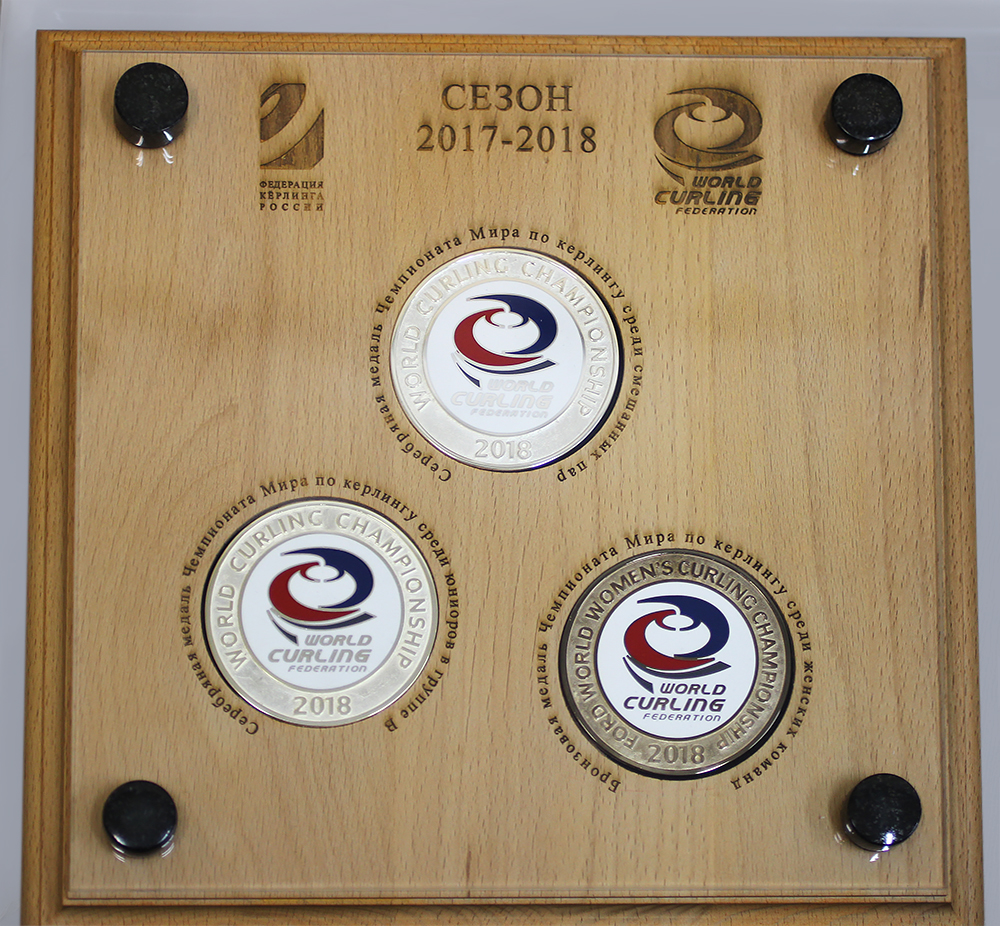 СЕЗОН
2017-2018
ФЕДЕРАЦИЯ
КЁРЛИНГА
РОССИИ
WORLD
CURLING
FEDERATION
Серебряная медаль Чемпионата Мира по керлингу среди смешанных пар
WORLD CURLING CHAMPIONSHIP
WORLD
CURLING
FEDERATION
2018
Серебряная медаль Чемпионата Мира по керлингу среди юниоров в группе B
WORLD CURLING CHAMPIONSHIP
WORLD
CURLING
FEDERATION
2018
Бронзовая медаль Чемпионата Мира по керлингу среди женских команд
FORD WORLD WOMEN'S CURLING CHAMPIONSHIP
WORLD
CURLING
FEDERATION
2018